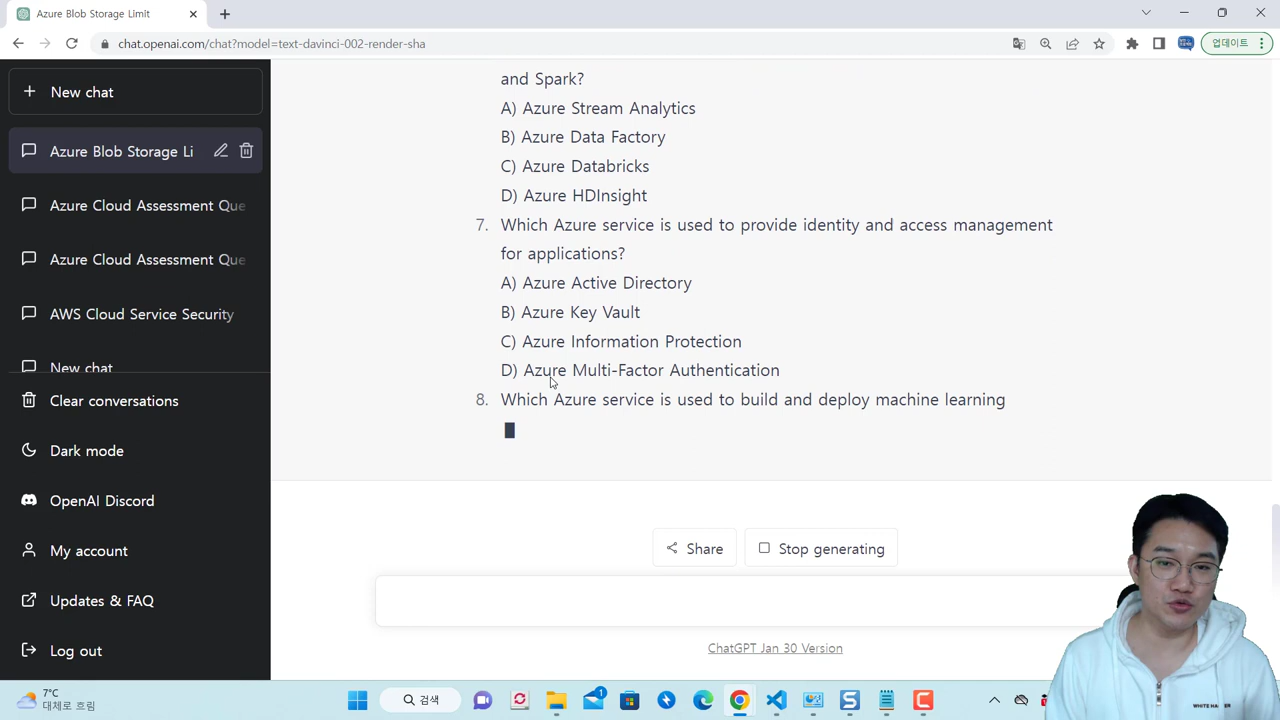 Azure Blob Storage Limit
chat.openai.com/chat?model=text-davinci-002-render-sha
업데이트
New chat
Azure Blob Storage Li
Azure Cloud Assessment Que
Azure Cloud Assessment Que
AWS Cloud Service Security
New chat
Clear conversations
Dark mode
OpenAI Discord
My account
Updates & FAQ
Log out
and Spark?
A) Azure Stream Analytics
B) Azure Data Factory
C) Azure Databricks
D) Azure HDInsight
7. Which Azure service is used to provide identity and access management
for applications?
A) Azure Active Directory
B) Azure Key Vault
C) Azure Information Protection
D) Azure Multi-Factor Authentication
8. Which Azure service is used to build and deploy machine learning
Share
Stop generating
ChatGPT Jan 30 Version
WHITE HACKER
7°C
대체로 흐림
검색
1